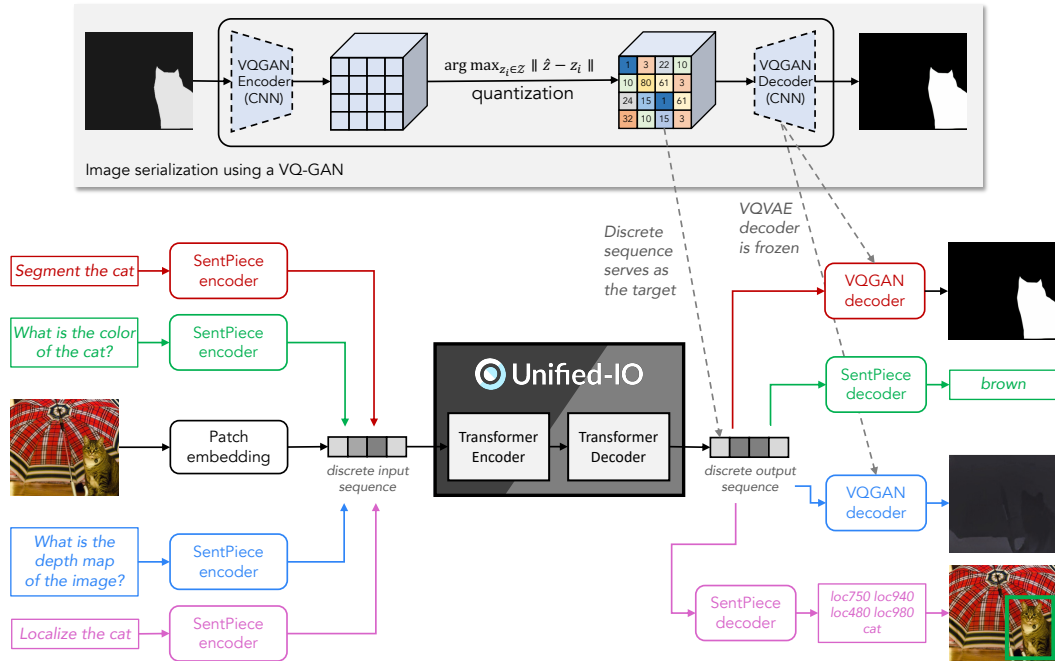 VQGAN
Encoder
(CNN)
arg max_{z_i∈Z} ∥ ẑ − z_i ∥
quantization
1 3 22 10
10 80 61 3
24 15 1 61
32 10 15 3
VQGAN
Decoder
(CNN)
Image serialization using a VQ-GAN
Discrete
sequence
serves as
the target
VQVAE
decoder
is frozen
Segment the cat
SentPiece
encoder
VQGAN
decoder
What is the color
of the cat?
SentPiece
encoder
Unified-IO
SentPiece
decoder
brown
Patch
embedding
discrete input
sequence
Transformer
Encoder
Transformer
Decoder
discrete output
sequence
What is the
depth map
of the image?
SentPiece
encoder
VQGAN
decoder
Localize the cat
SentPiece
encoder
SentPiece
decoder
loc750 loc940
loc480 loc980
cat